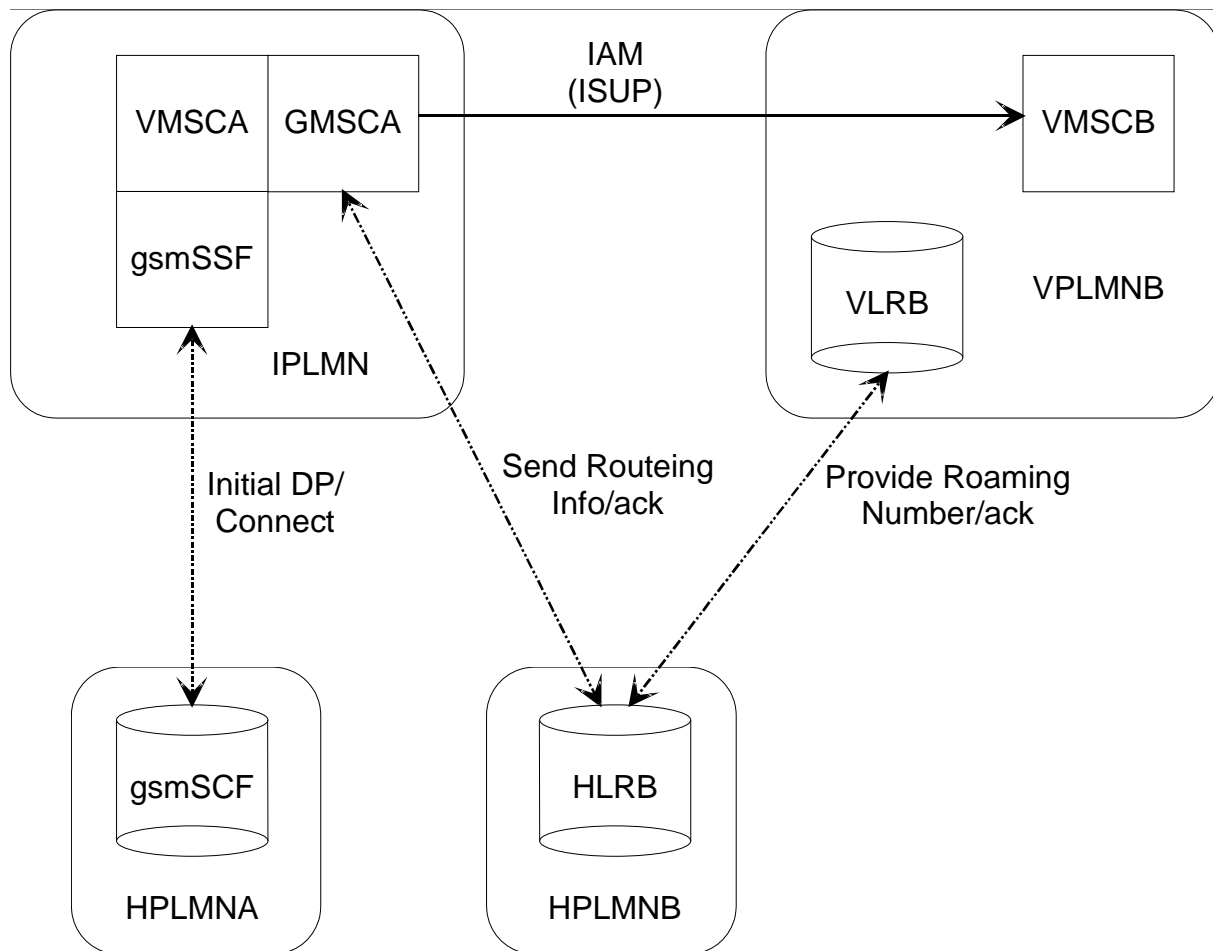 IAM
(ISUP)
VMSCA
GMSCA
VMSCB
gsmSSF
VLRB
VPLMNB
IPLMN
Initial DP/
Connect
Send Routeing
Info/ack
Provide Roaming
Number/ack
gsmSCF
HLRB
HPLMNA
HPLMNB